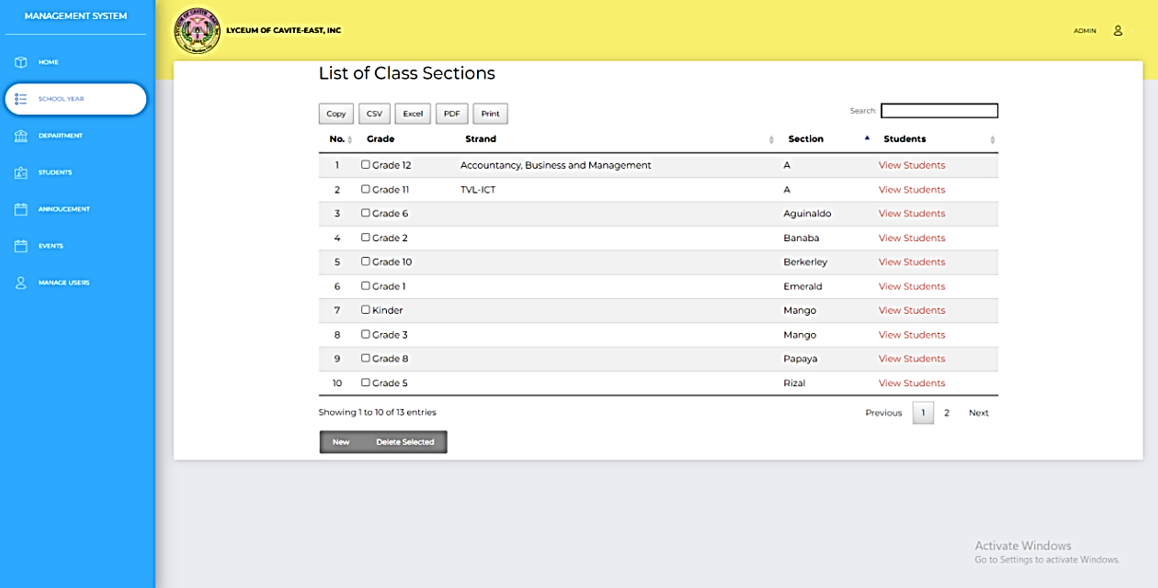 MANAGEMENT SYSTEM
HOME
SCHOOL YEAR
DEPARTMENT
STUDENTS
ANNOUCEMENT
EVENTS
MANAGE USERS
LYCEUM OF CAVITE-EAST, INC
ADMIN
List of Class Sections
Copy CSV Excel PDF Print
Search:
No. Grade Strand Section Students
1 Grade 12 Accountancy, Business and Management A View Students
2 Grade 11 TVL-ICT A View Students
3 Grade 6 Aguinaldo View Students
4 Grade 2 Banaba View Students
5 Grade 10 Berkerley View Students
6 Grade 1 Emerald View Students
7 Kinder Mango View Students
8 Grade 3 Mango View Students
9 Grade 8 Papaya View Students
10 Grade 5 Rizal View Students
Showing 1 to 10 of 13 entries
Previous 1 2 Next
New Delete Selected
Activate Windows
Go to Settings to activate Windows.